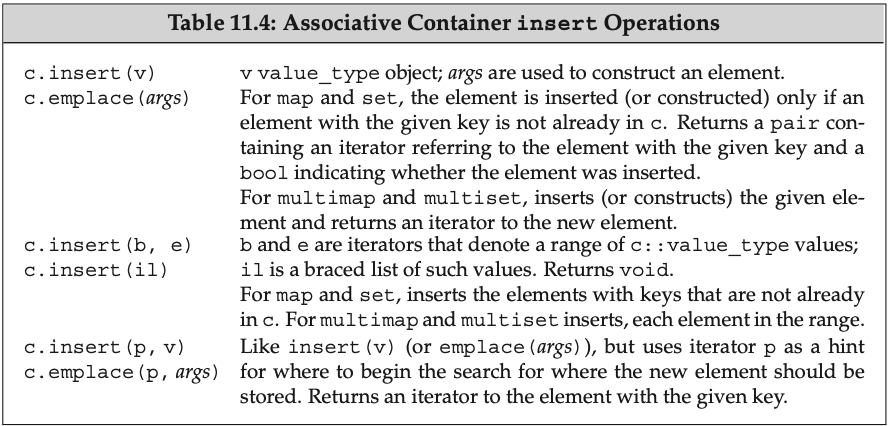 Table 11.4: Associative Container insert Operations
c.insert(v) v value_type object; args are used to construct an element.
c.emplace(args) For map and set, the element is inserted (or constructed) only if an
element with the given key is not already in c. Returns a pair con-
taining an iterator referring to the element with the given key and a
bool indicating whether the element was inserted.
For multimap and multiset, inserts (or constructs) the given ele-
ment and returns an iterator to the new element.
c.insert(b, e) b and e are iterators that denote a range of c::value_type values;
c.insert(il) il is a braced list of such values. Returns void.
For map and set, inserts the elements with keys that are not already
in c. For multimap and multiset inserts, each element in the range.
c.insert(p, v) Like insert(v) (or emplace(args)), but uses iterator p as a hint
c.emplace(p, args) for where to begin the search for where the new element should be
stored. Returns an iterator to the element with the given key.